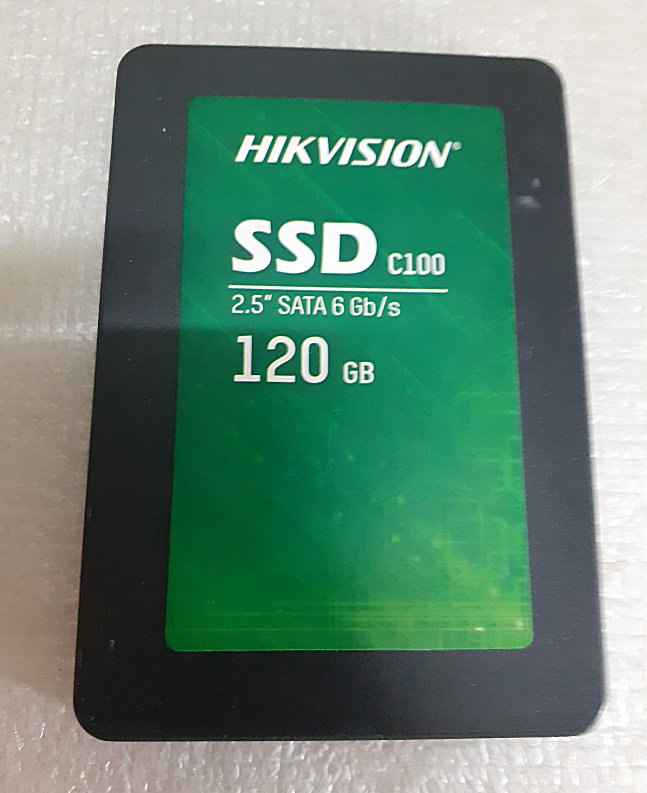 HIKVISION®
SSD C100
2.5" SATA 6 Gb/s
120 GB